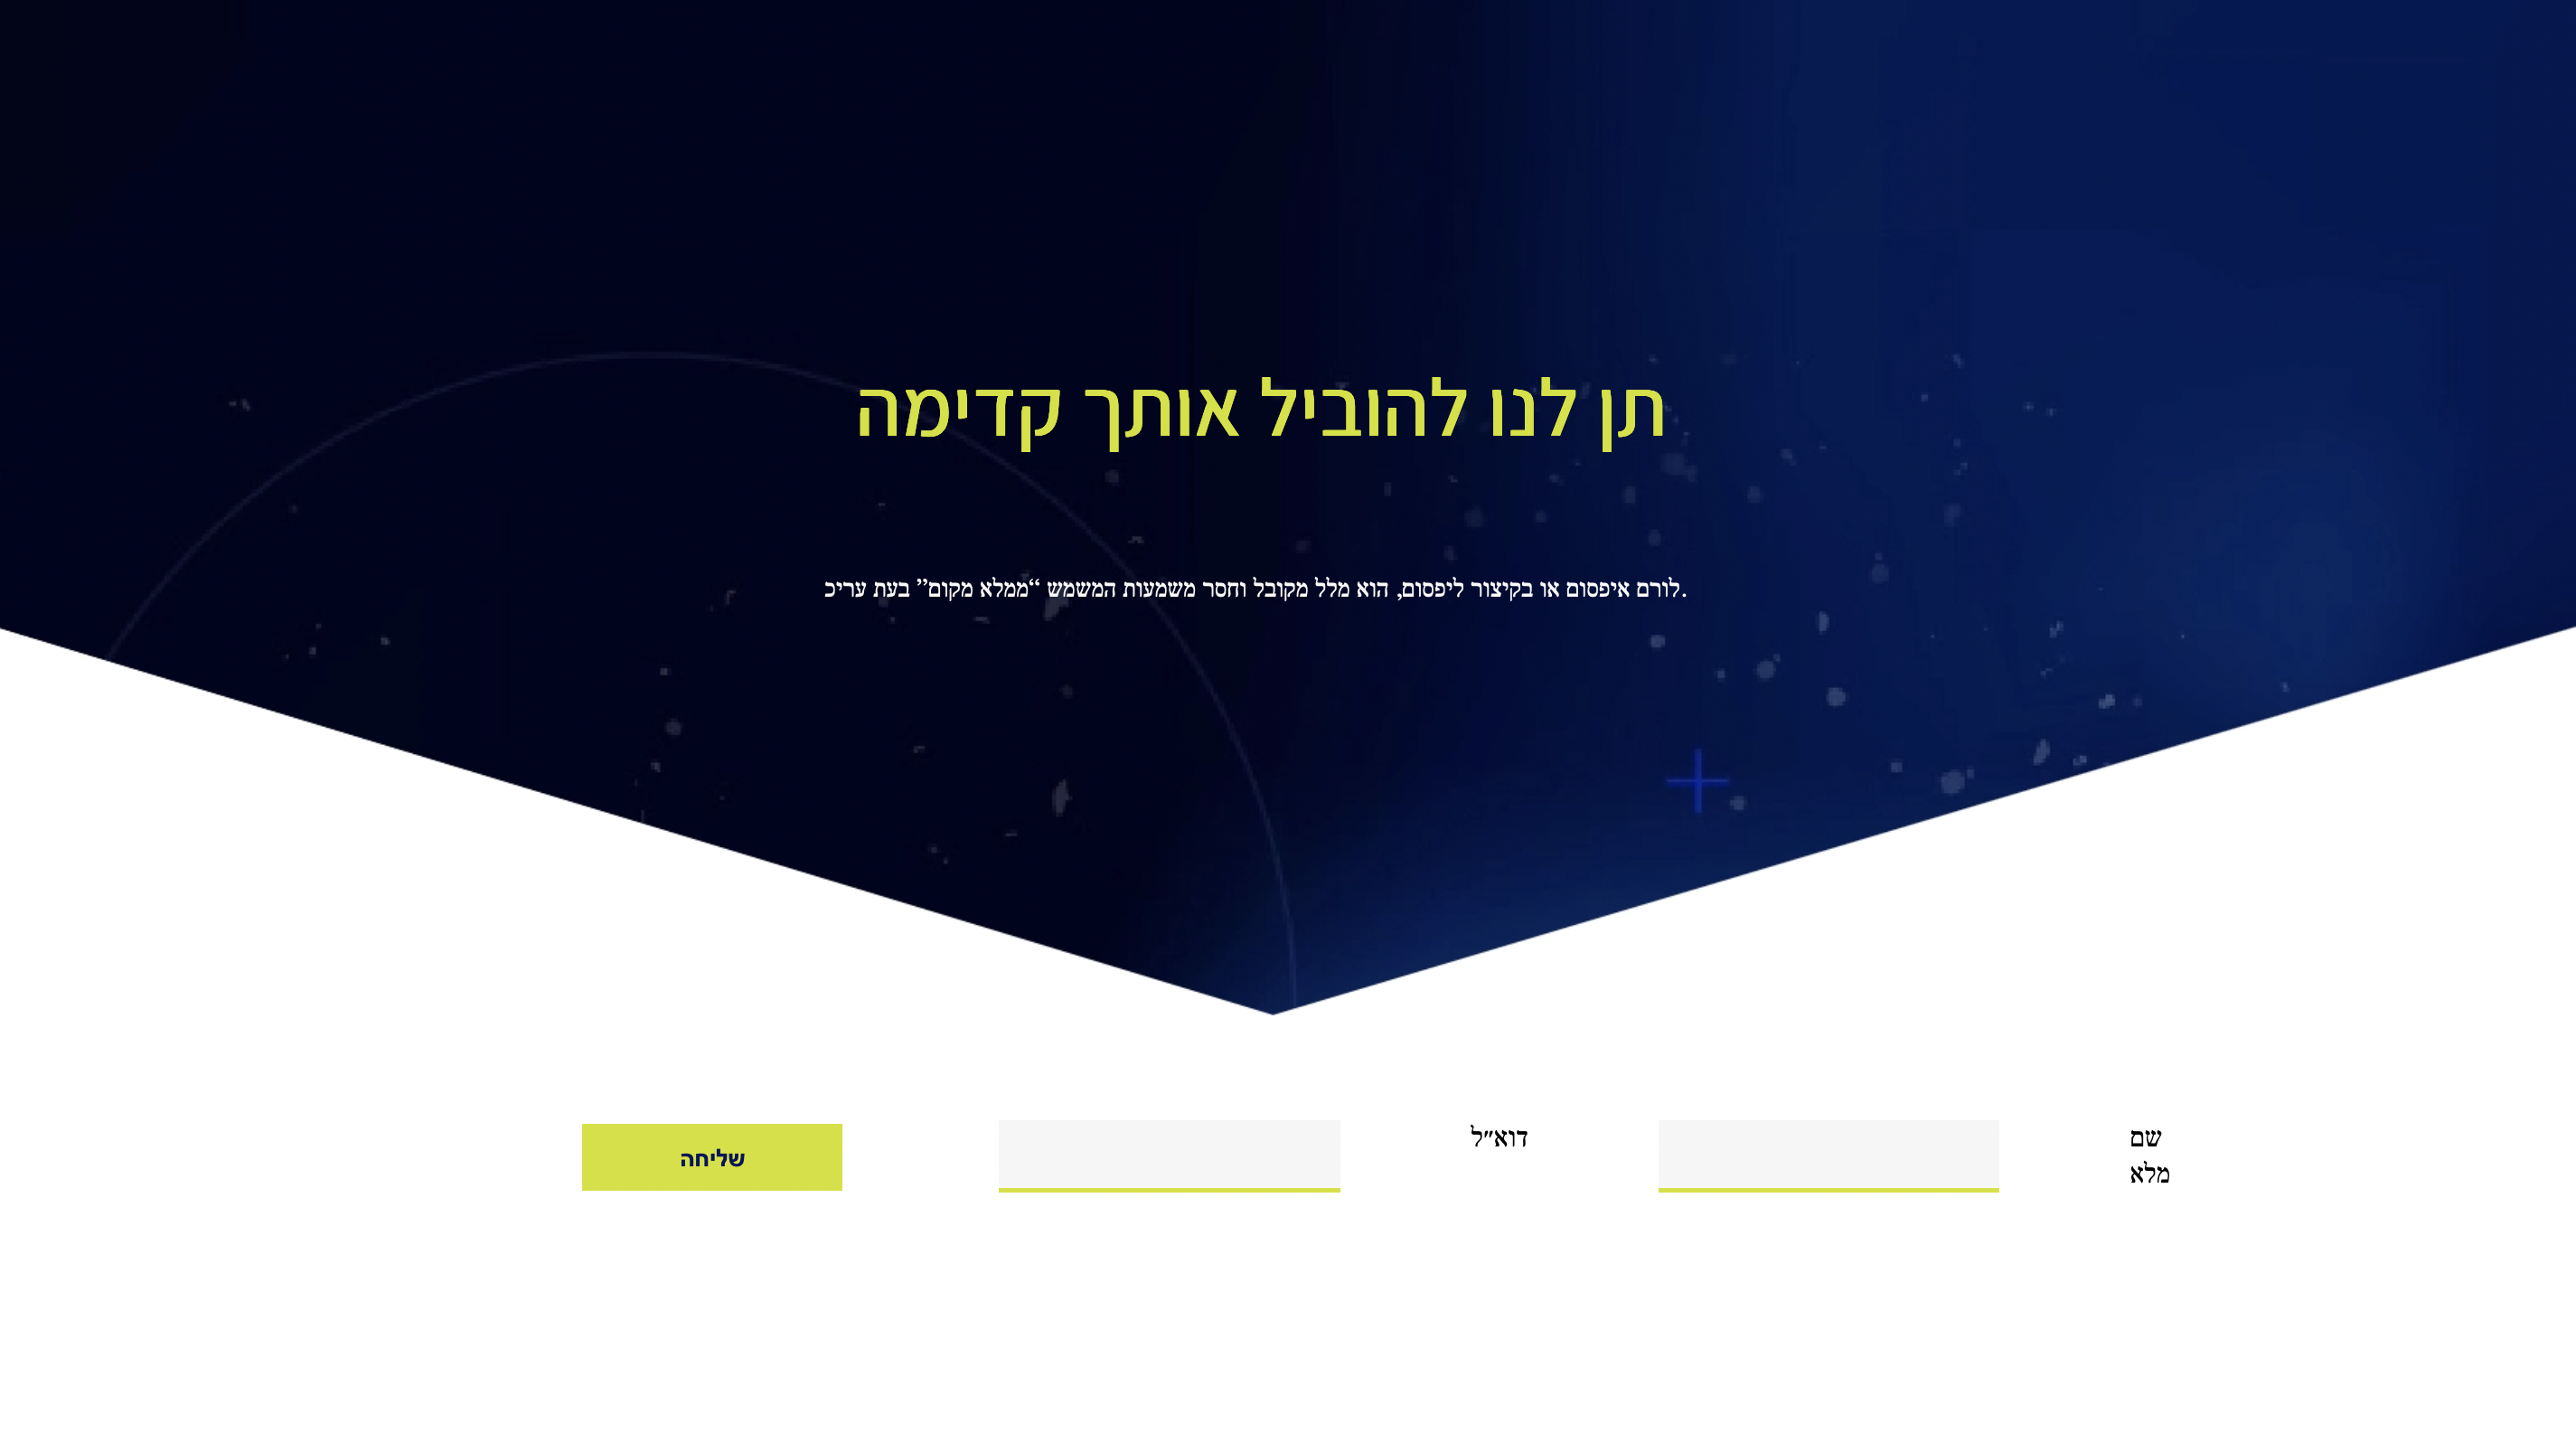 תן לנו להוביל אותך קדימה
.לורם איפסום או בקיצור ליפסום, הוא מלל מקובל וחסר משמעות המשמש “ממלא מקום” בעת עריכ
שם
מלא
דוא״ל
שליחה